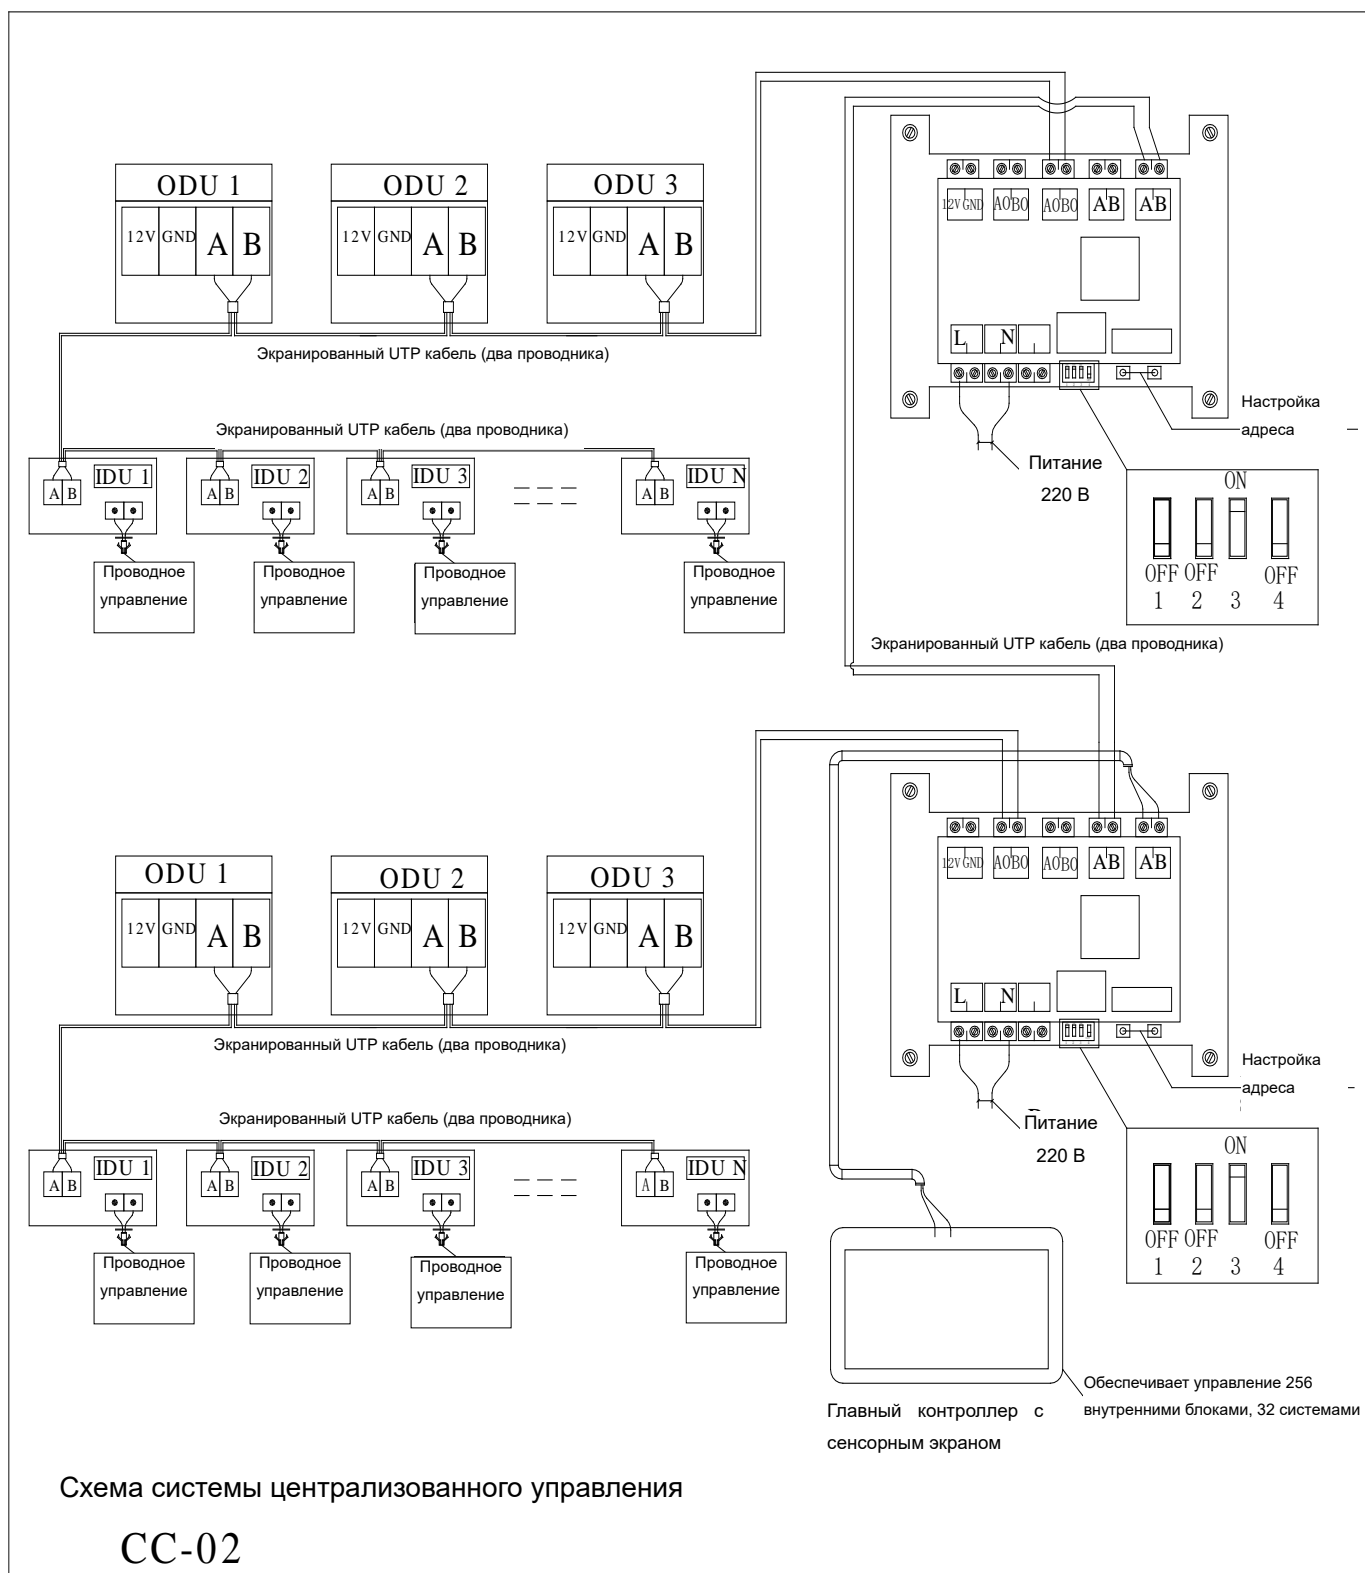 ODU 1
ODU 2
ODU 3
12V GND A B
12V GND A B
12V GND A B
12V GND
A0 B0
A0 B0
A B
A B
L N
Экранированный UTP кабель (два проводника)
Настройка
адреса
Питание
220 В
Экранированный UTP кабель (два проводника)
A B
IDU 1
A B
IDU 2
A B
IDU 3
A B
IDU N
Проводное
управление
Проводное
управление
Проводное
управление
Проводное
управление
ON
OFF OFF OFF
1 2 3 4
Экранированный UTP кабель (два проводника)
12V GND
A0 B0
A0 B0
A B
A B
L N
ODU 1
ODU 2
ODU 3
12V GND A B
12V GND A B
12V GND A B
Экранированный UTP кабель (два проводника)
Настройка
адреса
Питание
220 В
Экранированный UTP кабель (два проводника)
A B
IDU 1
A B
IDU 2
A B
IDU 3
A B
IDU N
Проводное
управление
Проводное
управление
Проводное
управление
Проводное
управление
ON
OFF OFF OFF
1 2 3 4
Обеспечивает управление 256
внутренними блоками, 32 системами
Главный контроллер с
сенсорным экраном
Схема системы централизованного управления
CC-02